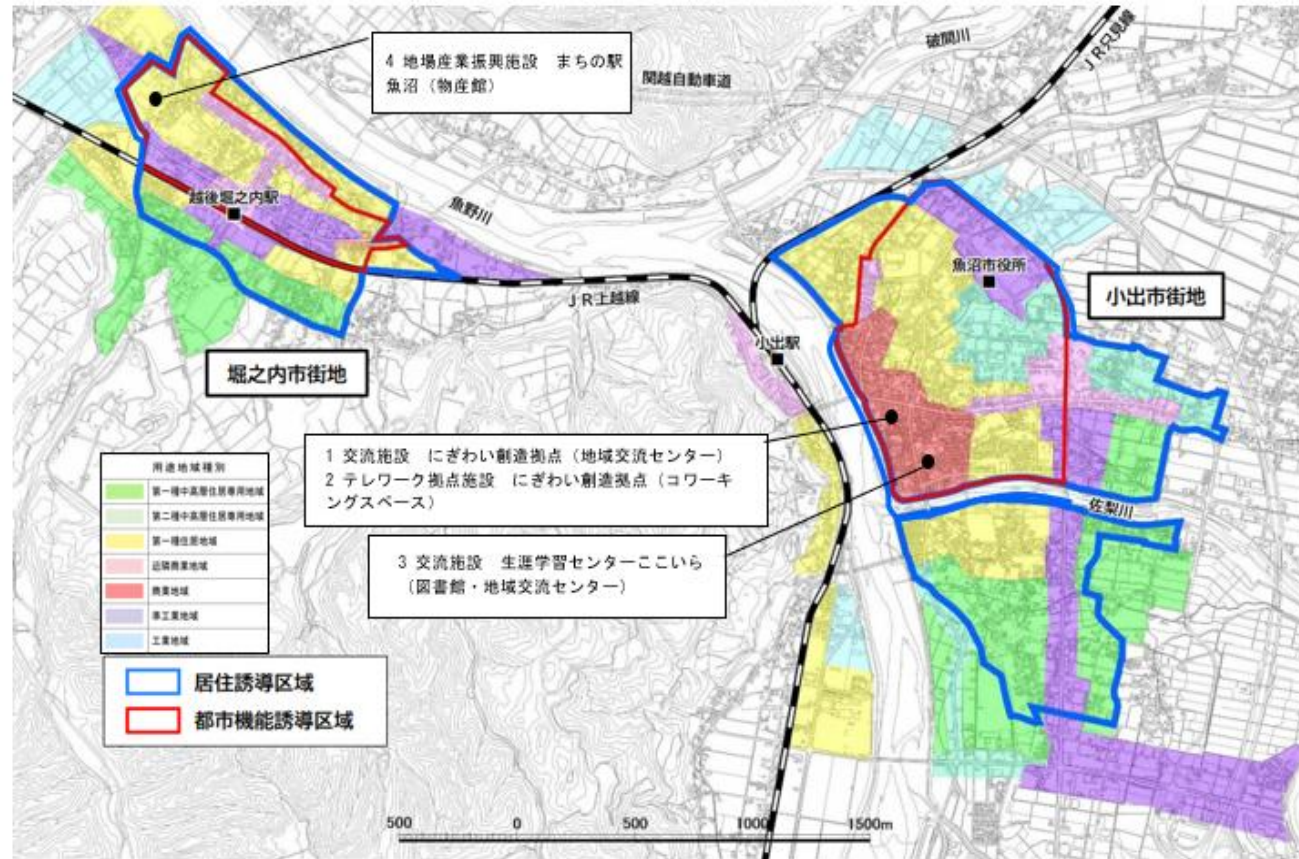 4 地場産業振興施設　まちの駅
魚沼（物産館）
関越自動車道
破間川
ＪＲ只見線
越後堀之内駅
魚野川
魚沼市役所
小出市街地
ＪＲ上越線
小出駅
堀之内市街地
1 交流施設　にぎわい創造拠点（地域交流センター）
2 テレワーク拠点施設　にぎわい創造拠点（コワーキ
ングスペース）
佐梨川
3 交流施設　生涯学習センターここいら
（図書館・地域交流センター）
用途地域種別
第一種中高層住居専用地域
第二種中高層住居専用地域
第一種住居地域
近隣商業地域
商業地域
準工業地域
工業地域
居住誘導区域
都市機能誘導区域
500 0 500 1000 1500m